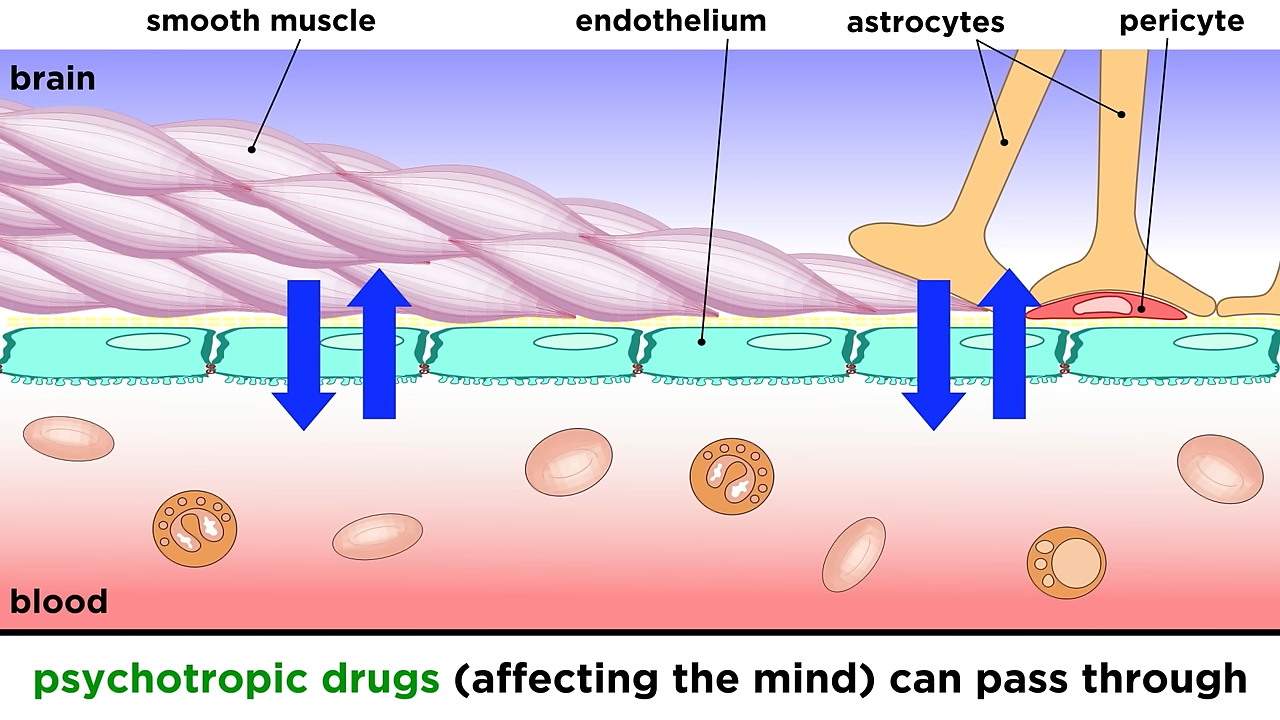 smooth muscle
endothelium
astrocytes
pericyte
brain
blood
psychotropic drugs (affecting the mind) can pass through